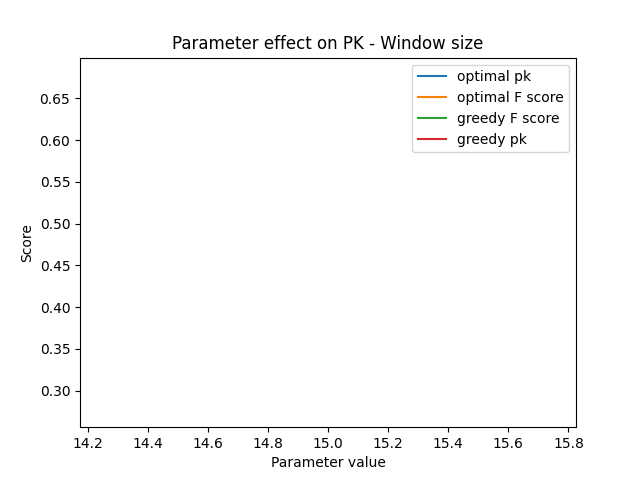 Parameter effect on PK - Window size
optimal pk
optimal F score
greedy F score
greedy pk
0.65
0.60
0.55
0.50
0.45
0.40
0.35
0.30
Score
14.2 14.4 14.6 14.8 15.0 15.2 15.4 15.6 15.8
Parameter value